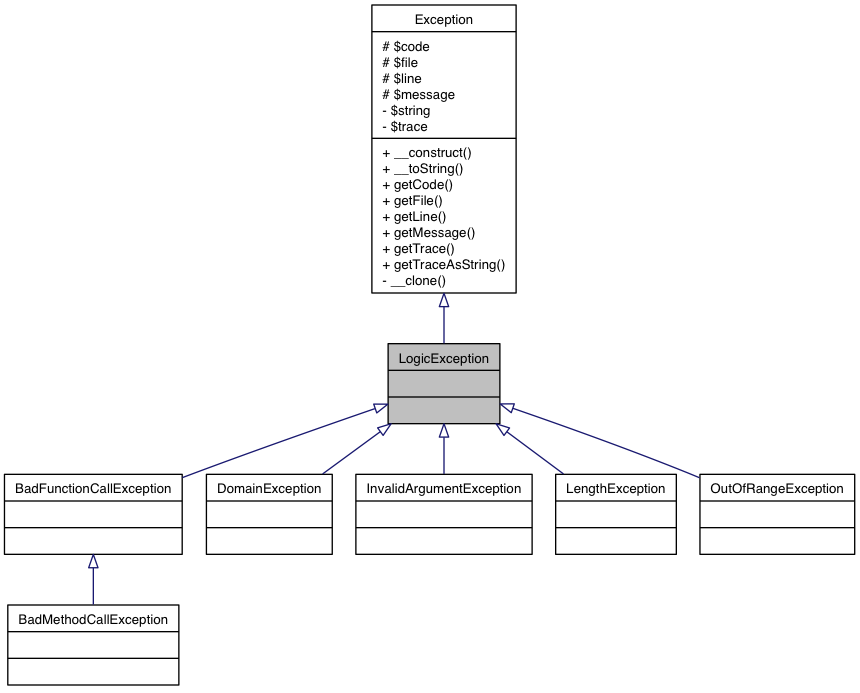 Exception
# $code
# $file
# $line
# $message
- $string
- $trace
+ __construct()
+ __toString()
+ getCode()
+ getFile()
+ getLine()
+ getMessage()
+ getTrace()
+ getTraceAsString()
- __clone()
LogicException
BadFunctionCallException
DomainException
InvalidArgumentException
LengthException
OutOfRangeException
BadMethodCallException